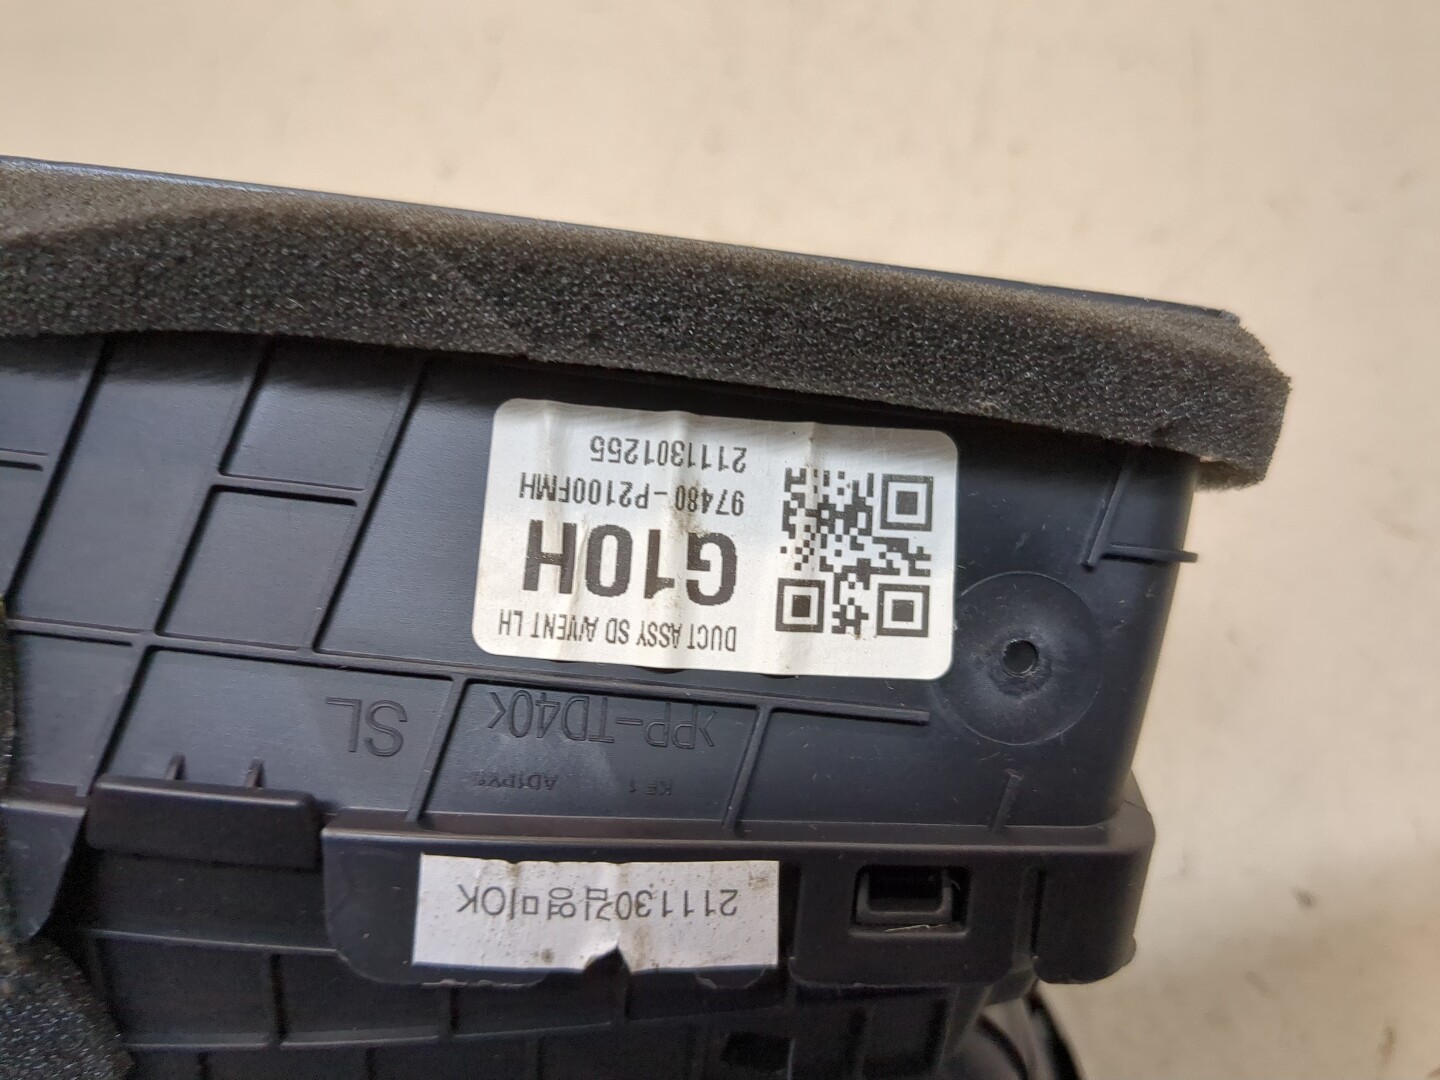 DUCT ASSY SD A/VENT LH
G10H
97480-P2100FMH
2111301255
SL
>PP-TD40<
KF1
211130김영미OK